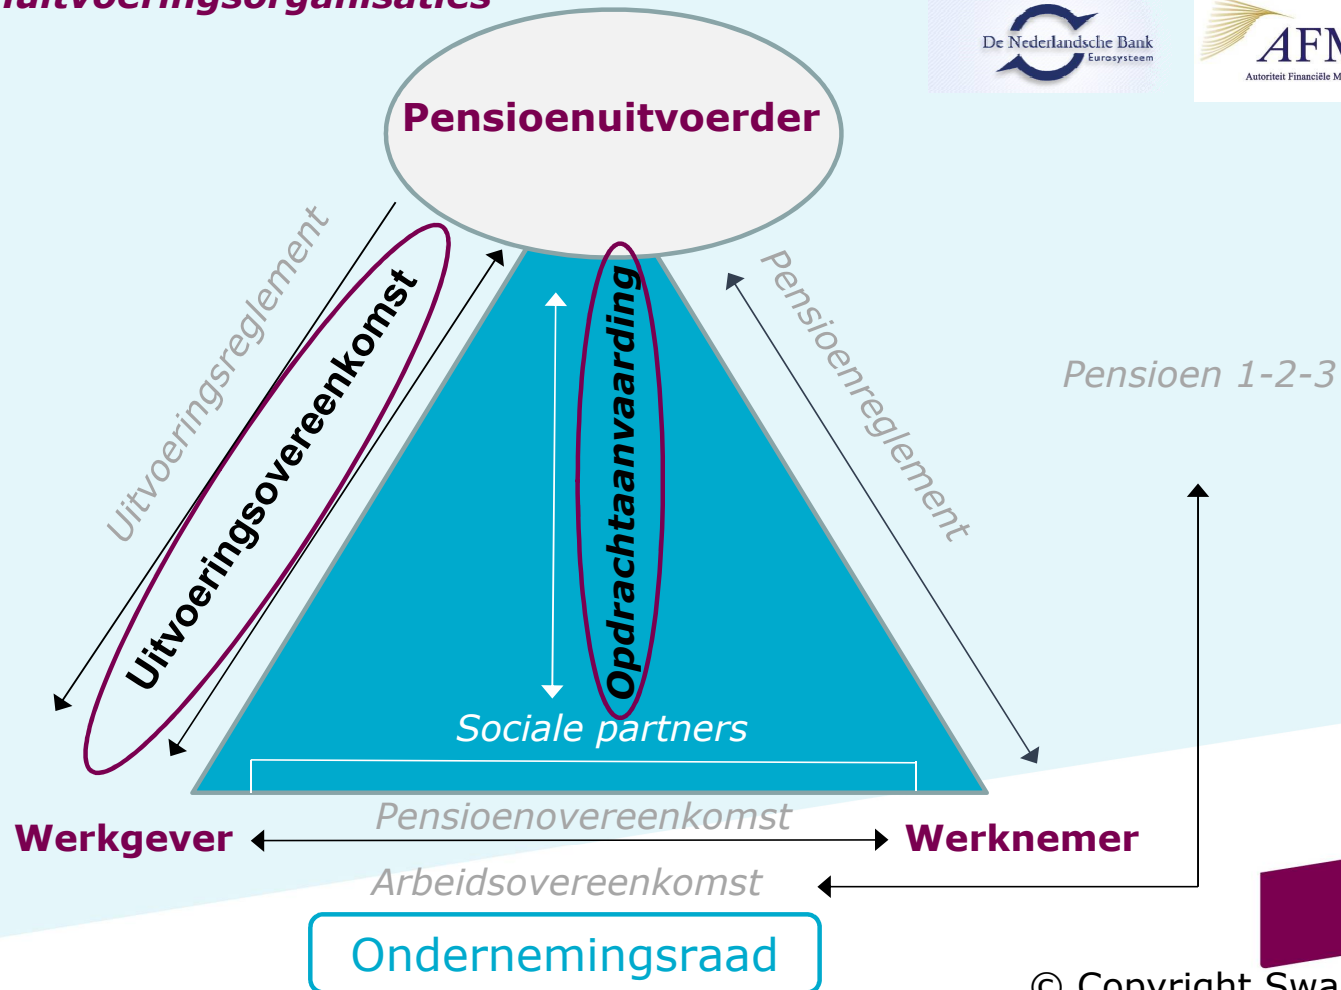 uitvoeringsorganisaties
De Nederlandsche Bank
Eurosysteem
AFM
Autoriteit Financiële M
Pensioenuitvoerder
Uitvoeringsreglement
Uitvoeringsovereenkomst
Opdrachtaanvaarding
Pensioenreglement
Pensioen 1-2-3
Sociale partners
Pensioenovereenkomst
Werkgever
Werknemer
Arbeidsovereenkomst
Ondernemingsraad
© Copyright Swa